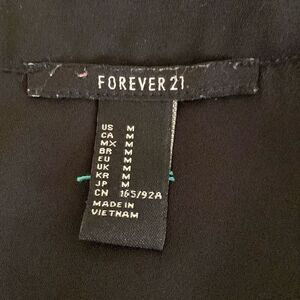 FOREVER 21
US M
CA M
MX M
BR M
EU M
UK M
KR M
JP M
CN 165/92A
MADE IN
VIETNAM